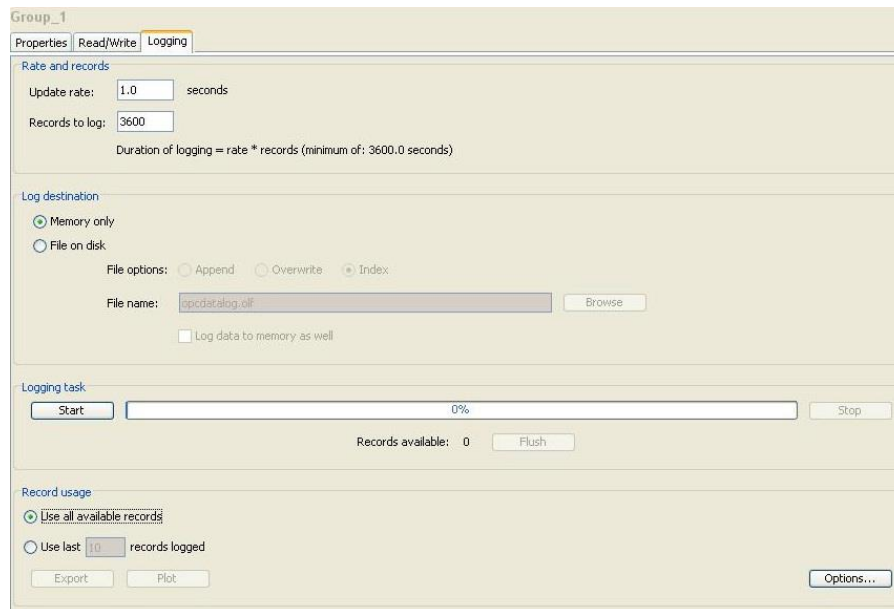 Group_1
Properties Read/Write Logging
Rate and records
Update rate: 1.0 seconds
Records to log: 3600
Duration of logging = rate * records (minimum of: 3600.0 seconds)
Log destination
Memory only
File on disk
File options: Append Overwrite Index
File name: opcdatalog.olf Browse
Log data to memory as well
Logging task
Start 0% Stop
Records available: 0 Flush
Record usage
Use all available records
Use last 10 records logged
Export Plot Options...